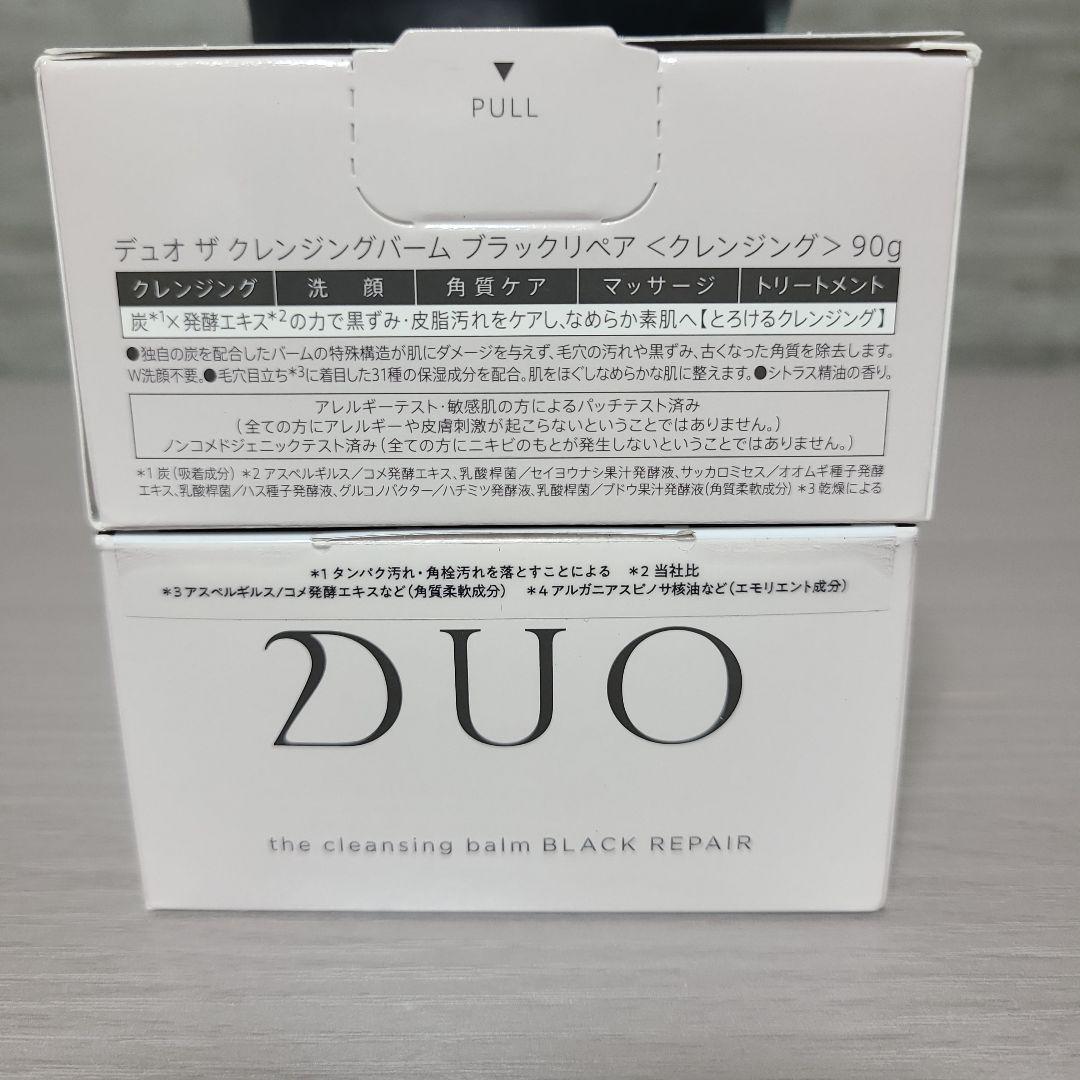 ▼
PULL
デュオ ザ クレンジングバーム ブラックリペア <クレンジング> 90g
クレンジング 洗顔 角質ケア マッサージ トリートメント
炭*1×発酵エキス*2の力で黒ずみ・皮脂汚れをケアし、なめらか素肌へ【とろけるクレンジング】
●独自の炭を配合したバームの特殊構造が肌にダメージを与えず、毛穴の汚れや黒ずみ、古くなった角質を除去します。
W洗顔不要。●毛穴目立ち*3に着目した31種の保湿成分を配合。肌をほぐしなめらかな肌に整えます。●シトラス精油の香り。
アレルギーテスト・敏感肌の方によるパッチテスト済み
(全ての方にアレルギーや皮膚刺激が起こらないということではありません。)
ノンコメドジェニックテスト済み(全ての方にニキビのもとが発生しないということではありません。)
*1 炭(吸着成分) *2 アスペルギルス/コメ発酵エキス、乳酸桿菌/セイヨウナシ果汁発酵液、サッカロミセス/オオムギ種子発酵
エキス、乳酸桿菌/ハス種子発酵液、グルコノバクター/ハチミツ発酵液、乳酸桿菌/ブドウ果汁発酵液(角質柔軟成分) *3 乾燥による
*1 タンパク汚れ・角栓汚れを落とすことによる *2 当社比
*3 アスペルギルス/コメ発酵エキスなど(角質柔軟成分) *4 アルガニアスピノサ核油など(エモリエント成分)
DUO
the cleansing balm BLACK REPAIR